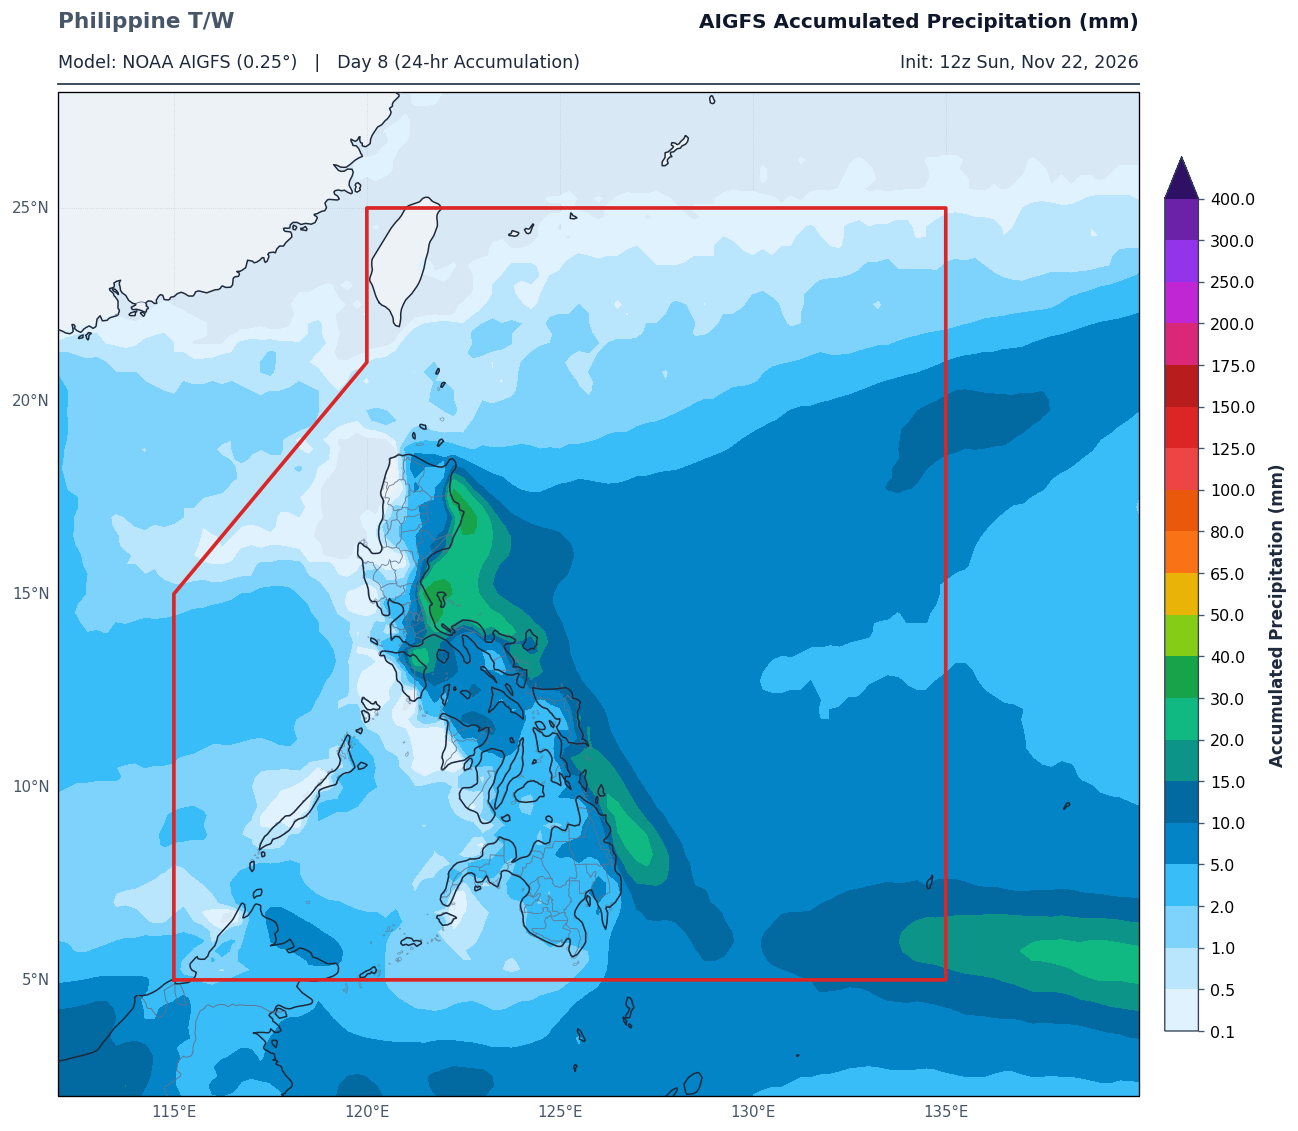 Philippine T/W
AIGFS Accumulated Precipitation (mm)
Model: NOAA AIGFS (0.25°) | Day 8 (24-hr Accumulation)
Init: 12z Sun, Nov 22, 2026
25°N
20°N
15°N
10°N
5°N
115°E
120°E
125°E
130°E
135°E
400.0
300.0
250.0
200.0
175.0
150.0
125.0
100.0
80.0
65.0
50.0
40.0
30.0
20.0
15.0
10.0
5.0
2.0
1.0
0.5
0.1
Accumulated Precipitation (mm)